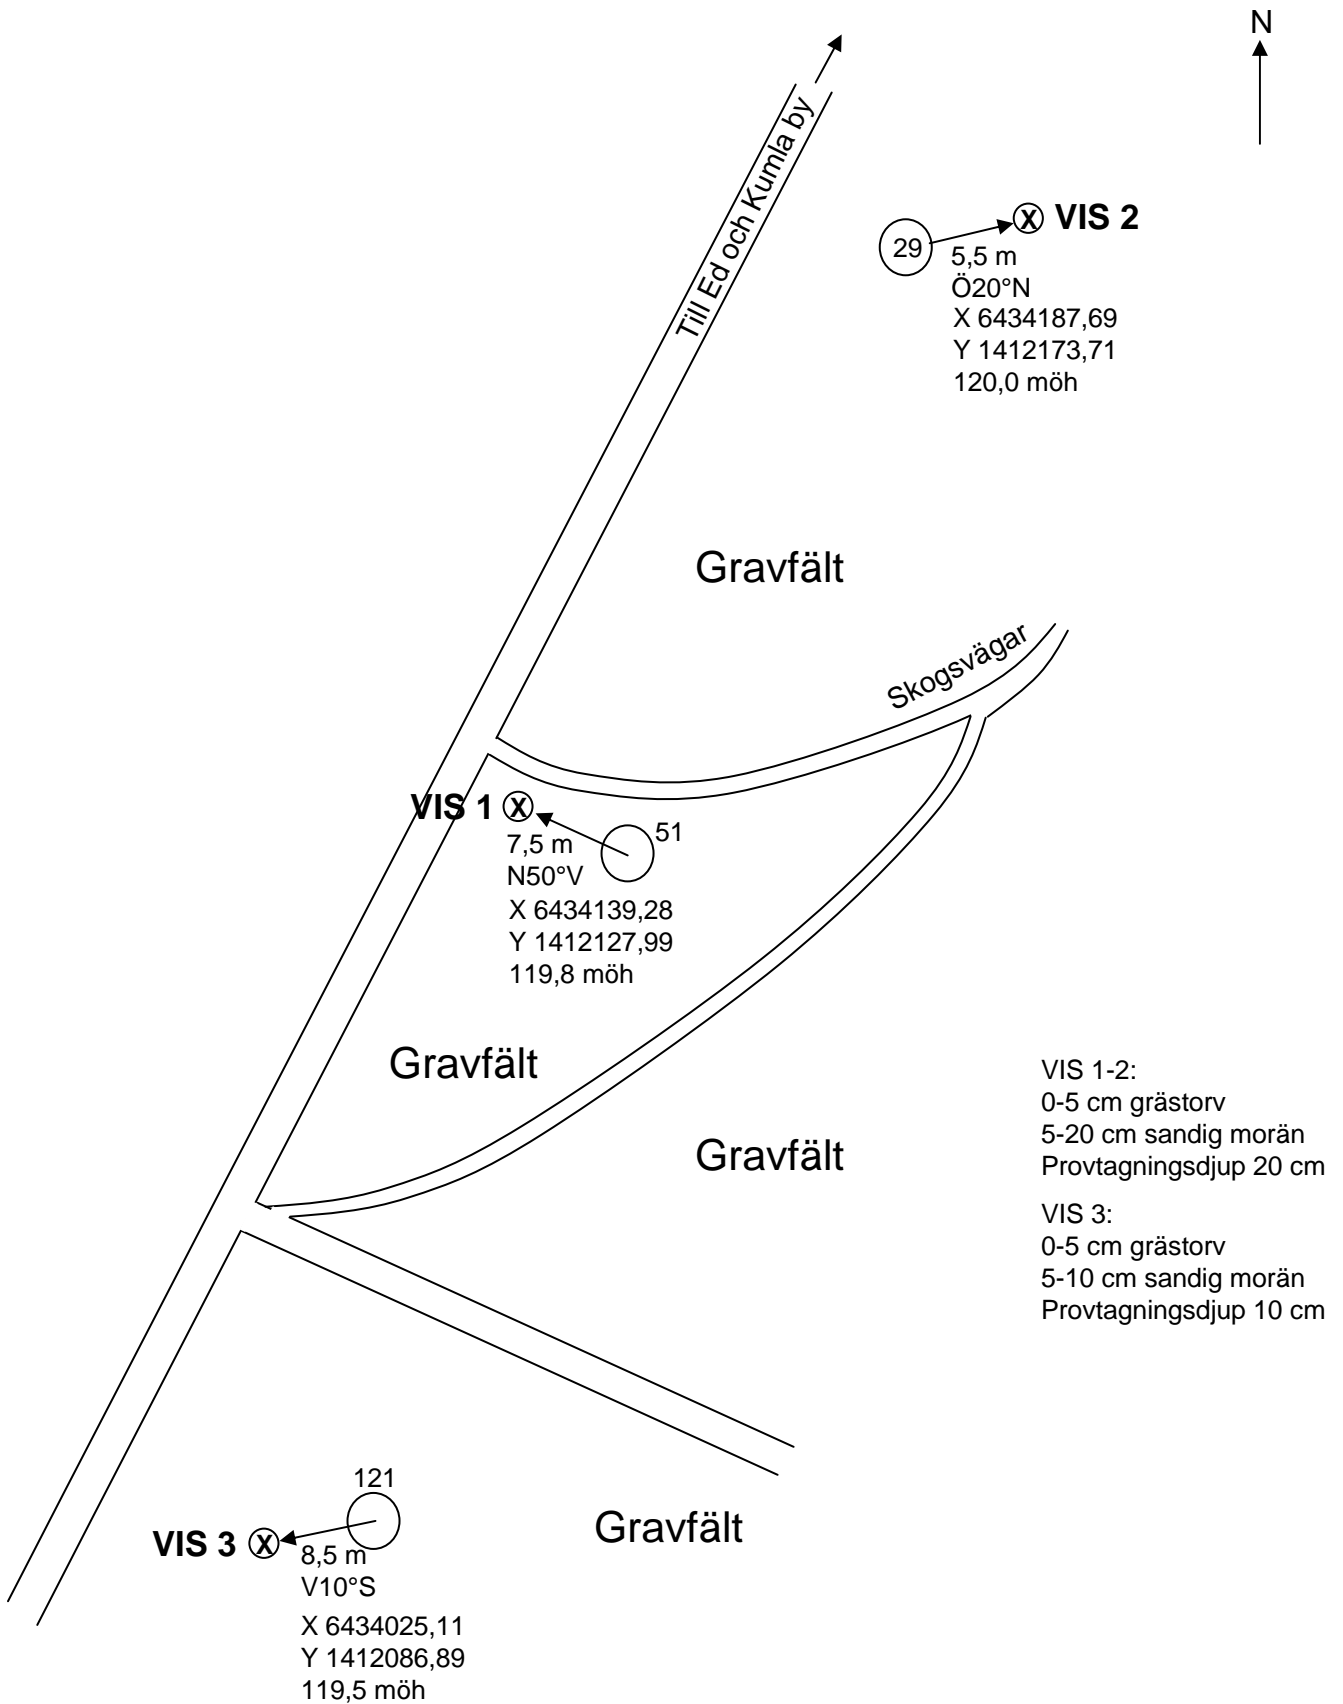 N
Till Ed och Kumla by
X VIS 2
29
5,5 m
Ö20°N
X 6434187,69
Y 1412173,71
120,0 möh
Gravfält
Skogsvägar
VIS 1 X
51
7,5 m
N50°V
X 6434139,28
Y 1412127,99
119,8 möh
Gravfält
Gravfält
VIS 1-2:
0-5 cm grästorv
5-20 cm sandig morän
Provtagningsdjup 20 cm
VIS 3:
0-5 cm grästorv
5-10 cm sandig morän
Provtagningsdjup 10 cm
121
Gravfält
VIS 3 X
8,5 m
V10°S
X 6434025,11
Y 1412086,89
119,5 möh